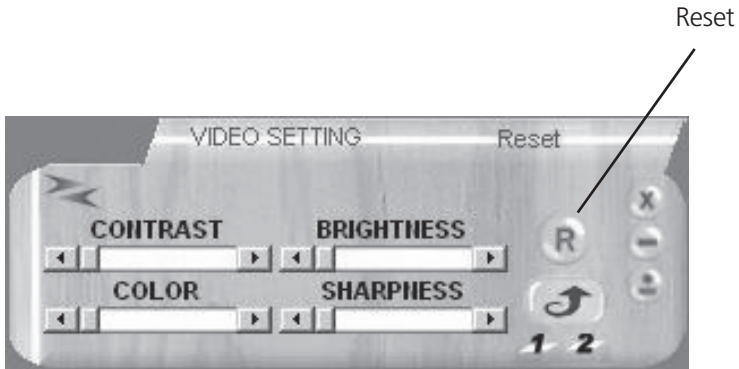 Reset
VIDEO SETTING Reset
X
CONTRAST BRIGHTNESS R
COLOR SHARPNESS
1 2